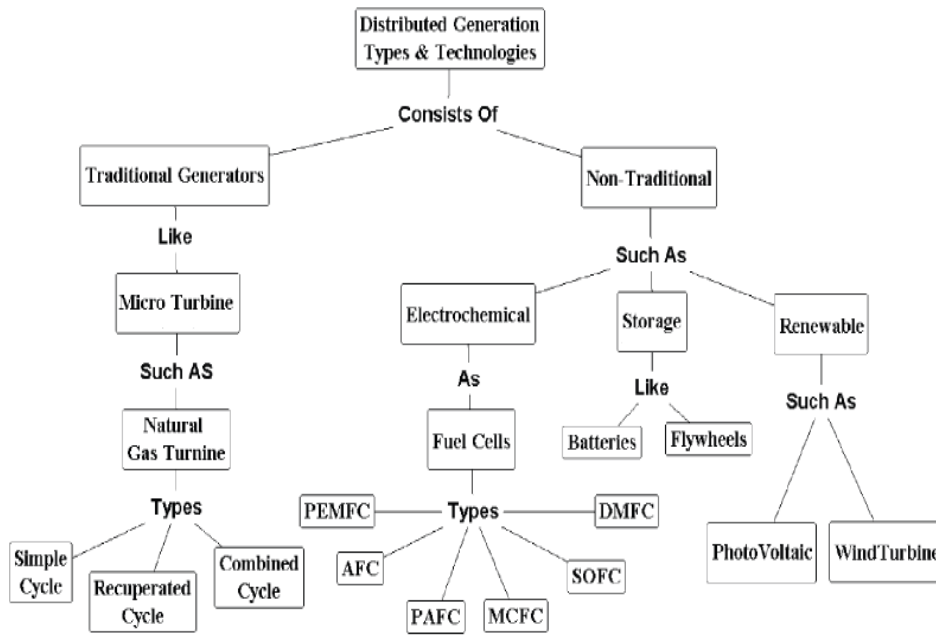 Distributed Generation
Types & Technologies
Consists Of
Traditional Generators
Non-Traditional
Like
Such As
Micro Turbine
Electrochemical
Storage
Renewable
Such AS
As
Like
Such As
Natural
Gas Turnine
Fuel Cells
Batteries
Flywheels
Types
PEMFC
Types
DMFC
Simple
Cycle
Recuperated
Cycle
Combined
Cycle
AFC
PAFC
MCFC
SOFC
PhotoVoltaic
WindTurbine